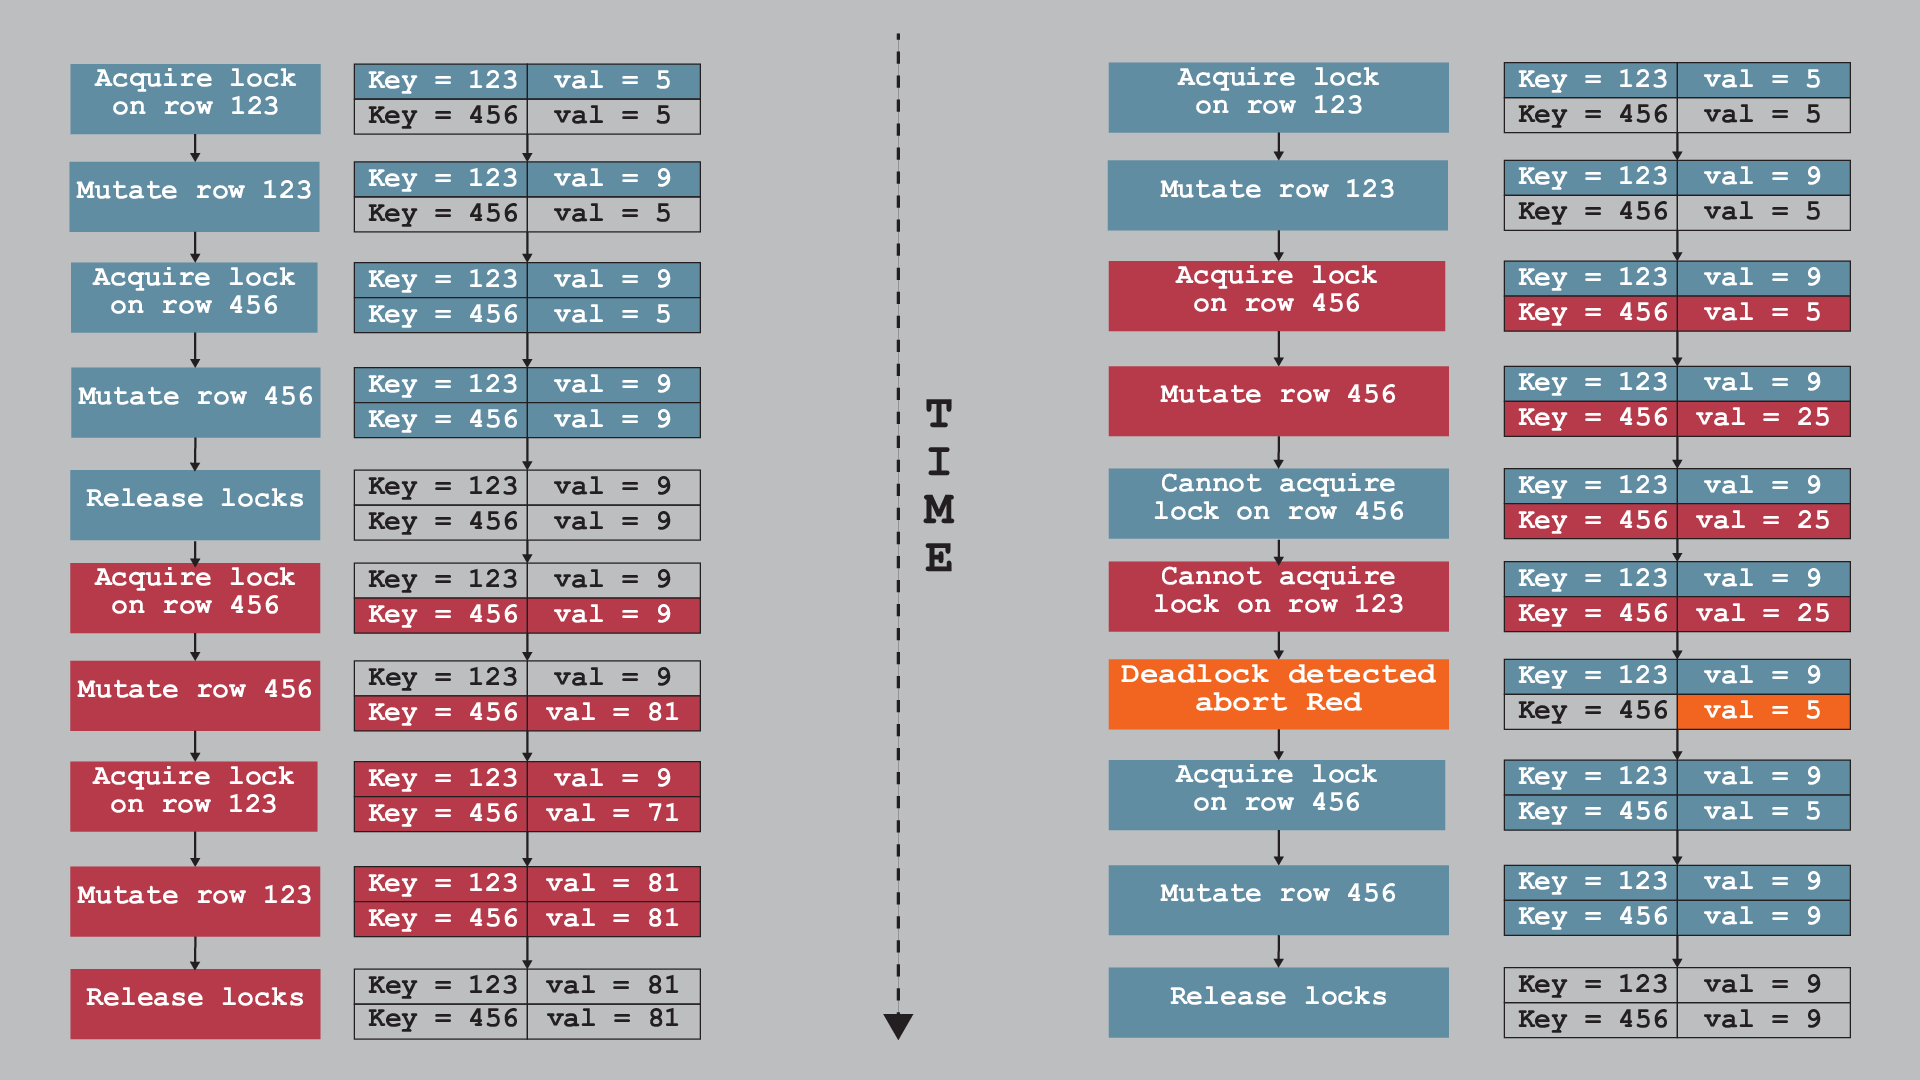 Acquire lock
on row 123
Key = 123 val = 5
Key = 456 val = 5
Mutate row 123
Key = 123 val = 9
Key = 456 val = 5
Acquire lock
on row 456
Key = 123 val = 9
Key = 456 val = 5
Mutate row 456
Key = 123 val = 9
Key = 456 val = 9
Release locks
Key = 123 val = 9
Key = 456 val = 9
Acquire lock
on row 456
Key = 123 val = 9
Key = 456 val = 9
Mutate row 456
Key = 123 val = 9
Key = 456 val = 81
Acquire lock
on row 123
Key = 123 val = 9
Key = 456 val = 71
Mutate row 123
Key = 123 val = 81
Key = 456 val = 81
Release locks
Key = 123 val = 81
Key = 456 val = 81
T
I
M
E
Acquire lock
on row 123
Key = 123 val = 5
Key = 456 val = 5
Mutate row 123
Key = 123 val = 9
Key = 456 val = 5
Acquire lock
on row 456
Key = 123 val = 9
Key = 456 val = 5
Mutate row 456
Key = 123 val = 9
Key = 456 val = 25
Cannot acquire
lock on row 456
Key = 123 val = 9
Key = 456 val = 25
Cannot acquire
lock on row 123
Key = 123 val = 9
Key = 456 val = 25
Deadlock detected
abort Red
Key = 123 val = 9
Key = 456 val = 5
Acquire lock
on row 456
Key = 123 val = 9
Key = 456 val = 5
Mutate row 456
Key = 123 val = 9
Key = 456 val = 9
Release locks
Key = 123 val = 9
Key = 456 val = 9